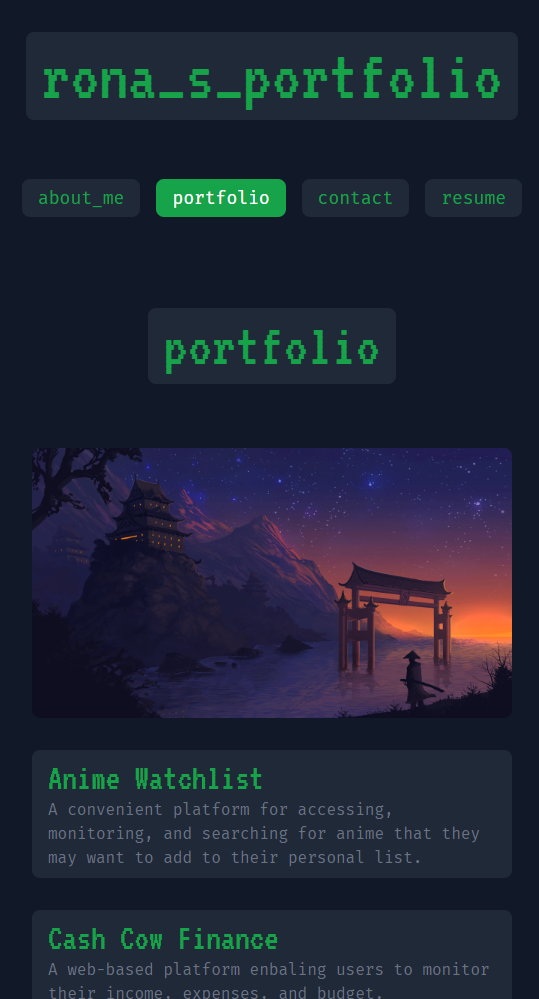 rona_s_portfolio
about_me portfolio contact resume
portfolio
Anime Watchlist
A convenient platform for accessing,
monitoring, and searching for anime that they
may want to add to their personal list.
Cash Cow Finance
A web-based platform enbaling users to monitor
their income, expenses, and budget.